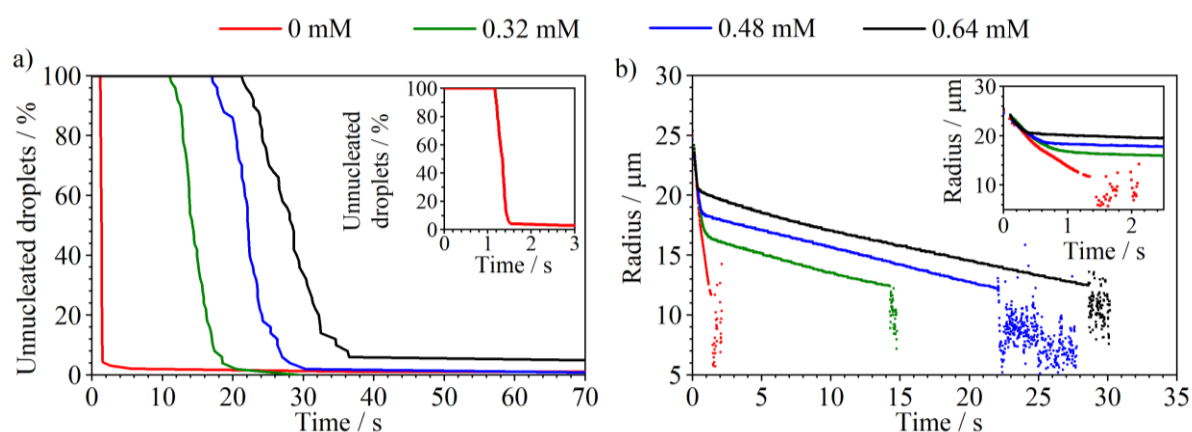 0 mM 0.32 mM 0.48 mM 0.64 mM
a)
Unnucleated droplets / %
100
80
60
40
20
0
0 10 20 30 40 50 60 70
Time / s
Unnucleated
droplets / %
100
80
60
40
20
0
0 1 2 3
Time / s
b)
Radius / μm
30
25
20
15
10
5
0 5 10 15 20 25 30 35
Time / s
Radius / μm
30
20
10
0 1 2
Time / s